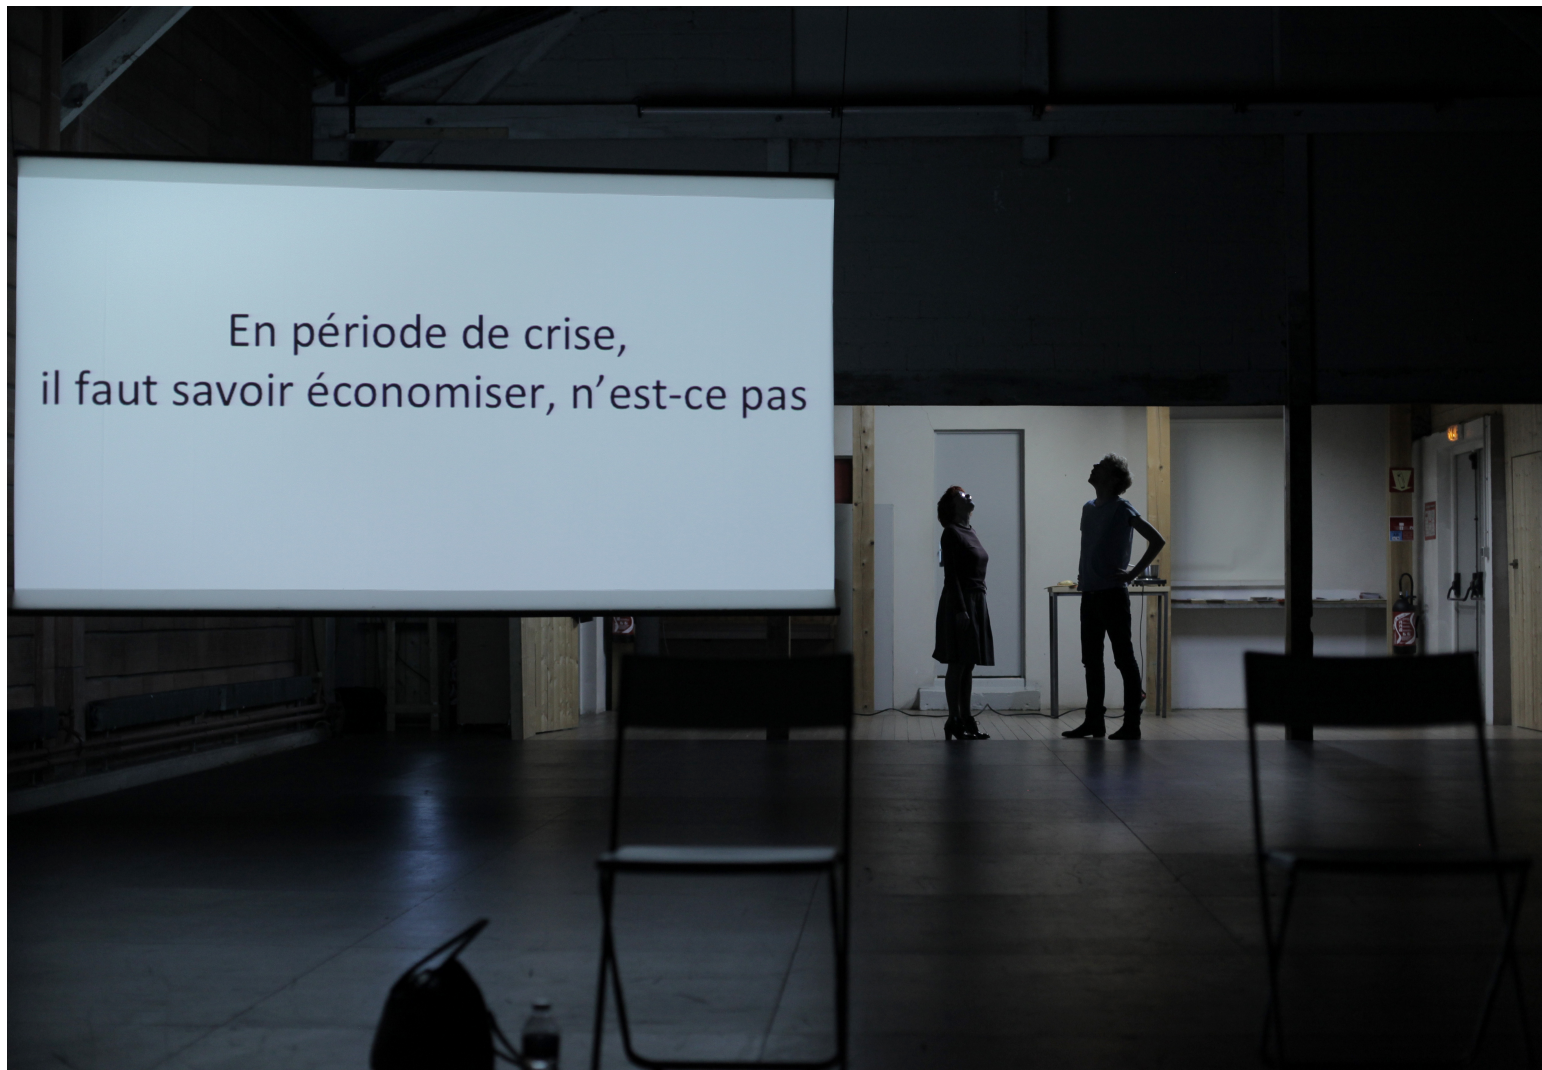 En période de crise,
il faut savoir économiser, n’est-ce pas